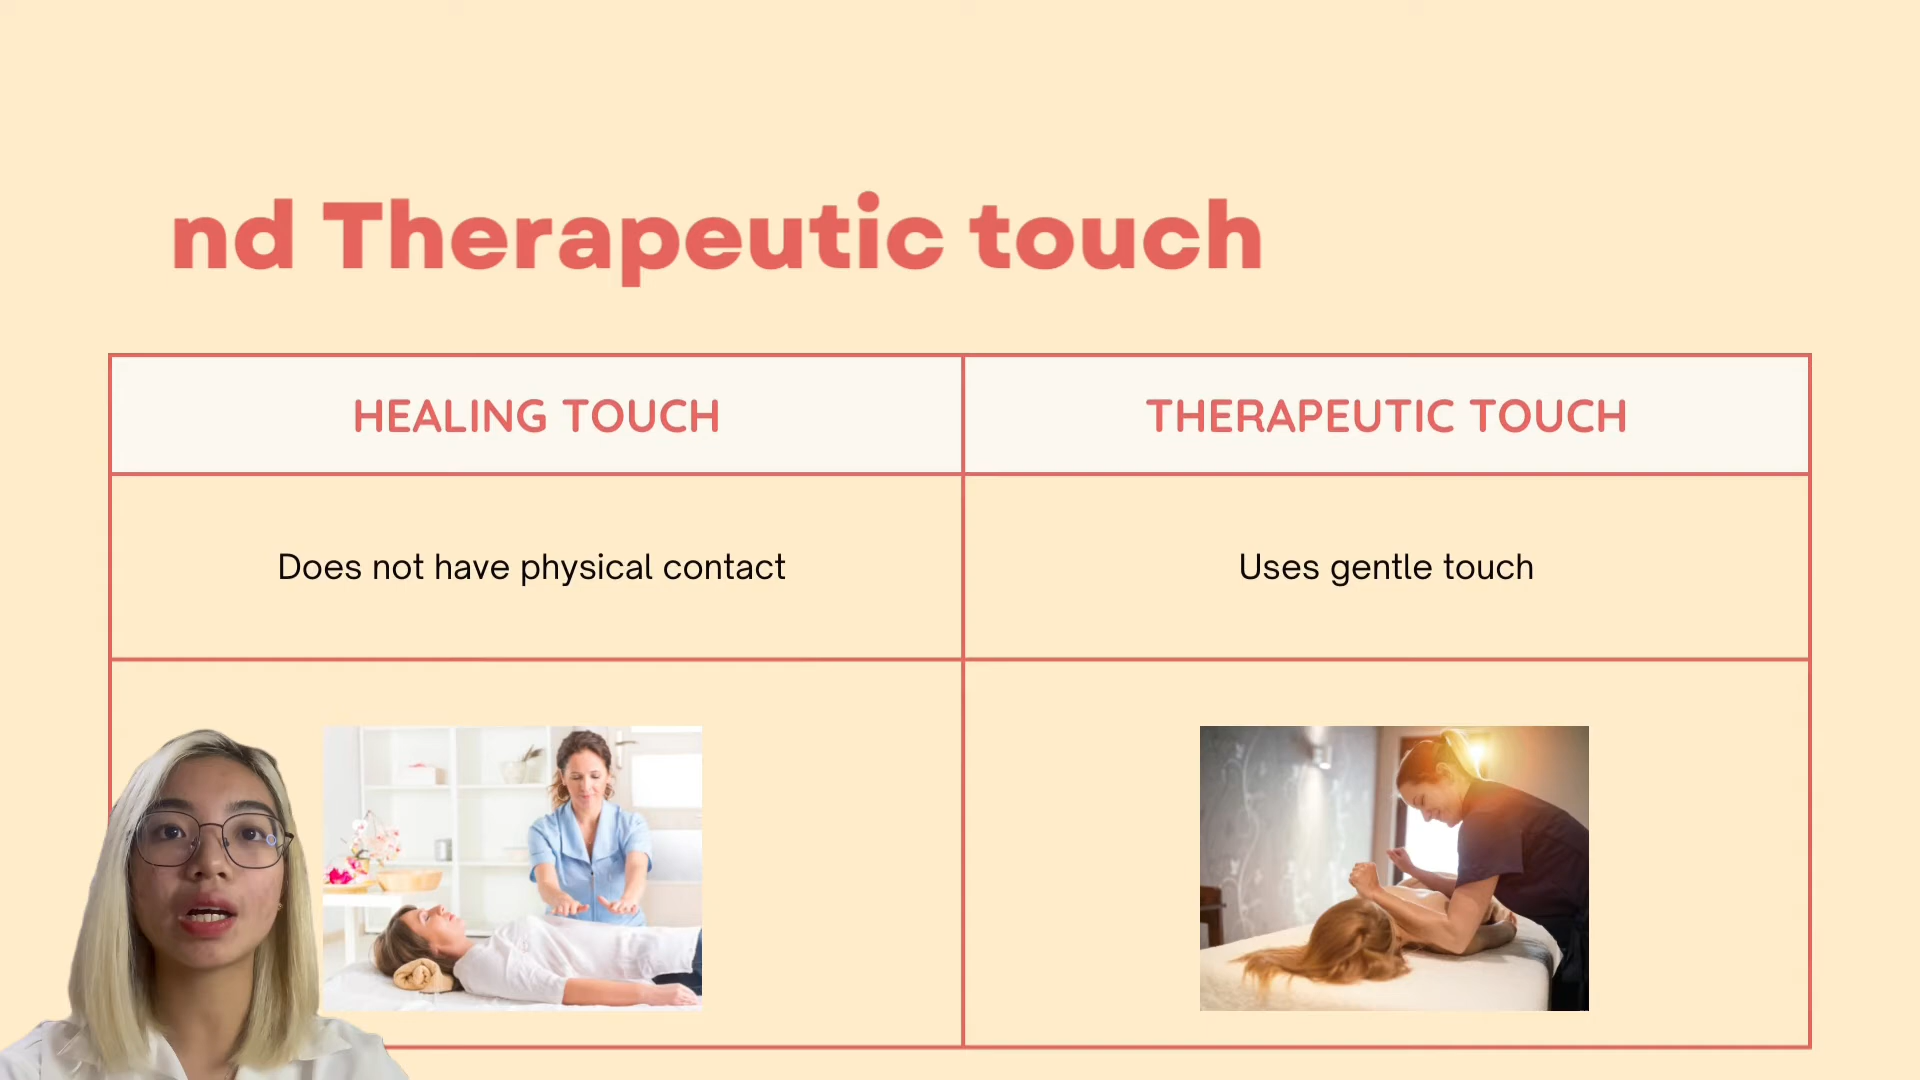 nd Therapeutic touch
HEALING TOUCH
THERAPEUTIC TOUCH
Does not have physical contact
Uses gentle touch